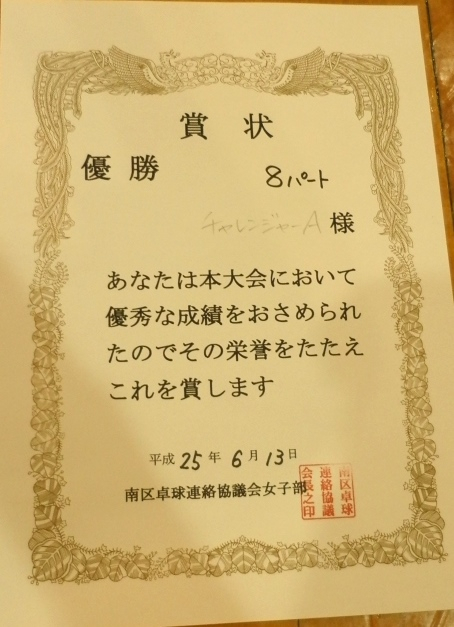 賞状
優勝 8パート
チャレンジャーA 様
あなたは本大会において
優秀な成績をおさめられ
たのでその栄誉をたたえ
これを賞します
平成25年6月13日
南区卓球連絡協議会女子部
南区卓球
連絡協議
会長之印